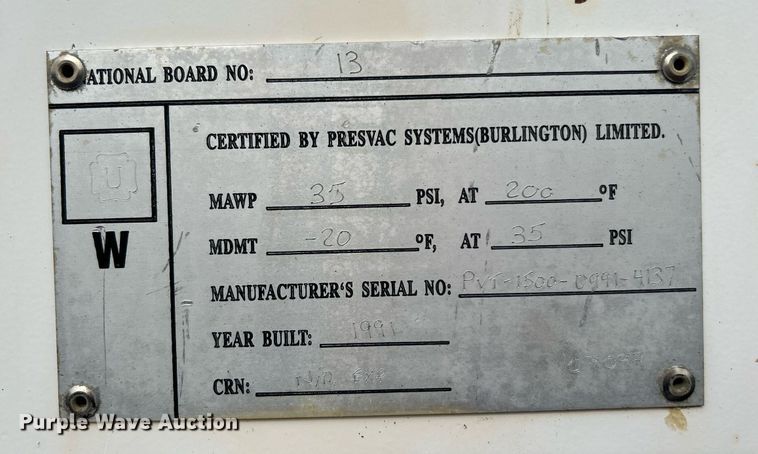 ATIONAL BOARD NO: 13
U
W
CERTIFIED BY PRESVAC SYSTEMS(BURLINGTON) LIMITED.
MAWP 35 PSI, AT 200 °F
MDMT -20 °F, AT 35 PSI
MANUFACTURER'S SERIAL NO: PVT-1500-0991-4137
YEAR BUILT: 1991
CRN:
Purple Wave Auction